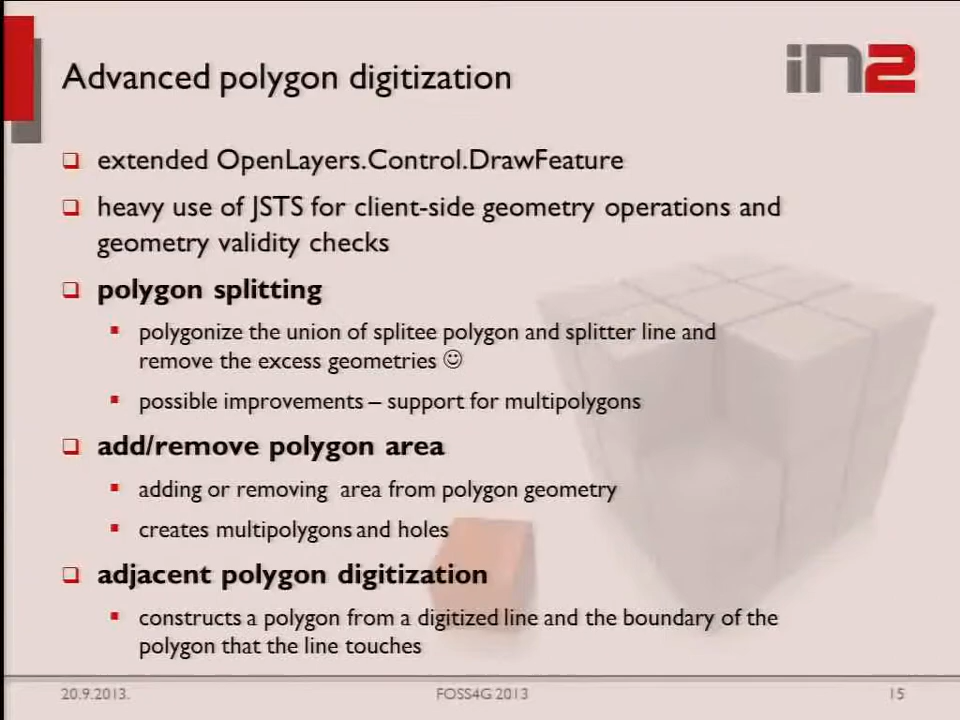 Advanced polygon digitization
in2
extended OpenLayers.Control.DrawFeature
heavy use of JSTS for client-side geometry operations and
geometry validity checks
polygon splitting
polygonize the union of splitee polygon and splitter line and
remove the excess geometries ☺
possible improvements – support for multipolygons
add/remove polygon area
adding or removing area from polygon geometry
creates multipolygons and holes
adjacent polygon digitization
constructs a polygon from a digitized line and the boundary of the
polygon that the line touches
20.9.2013. FOSS4G 2013 15